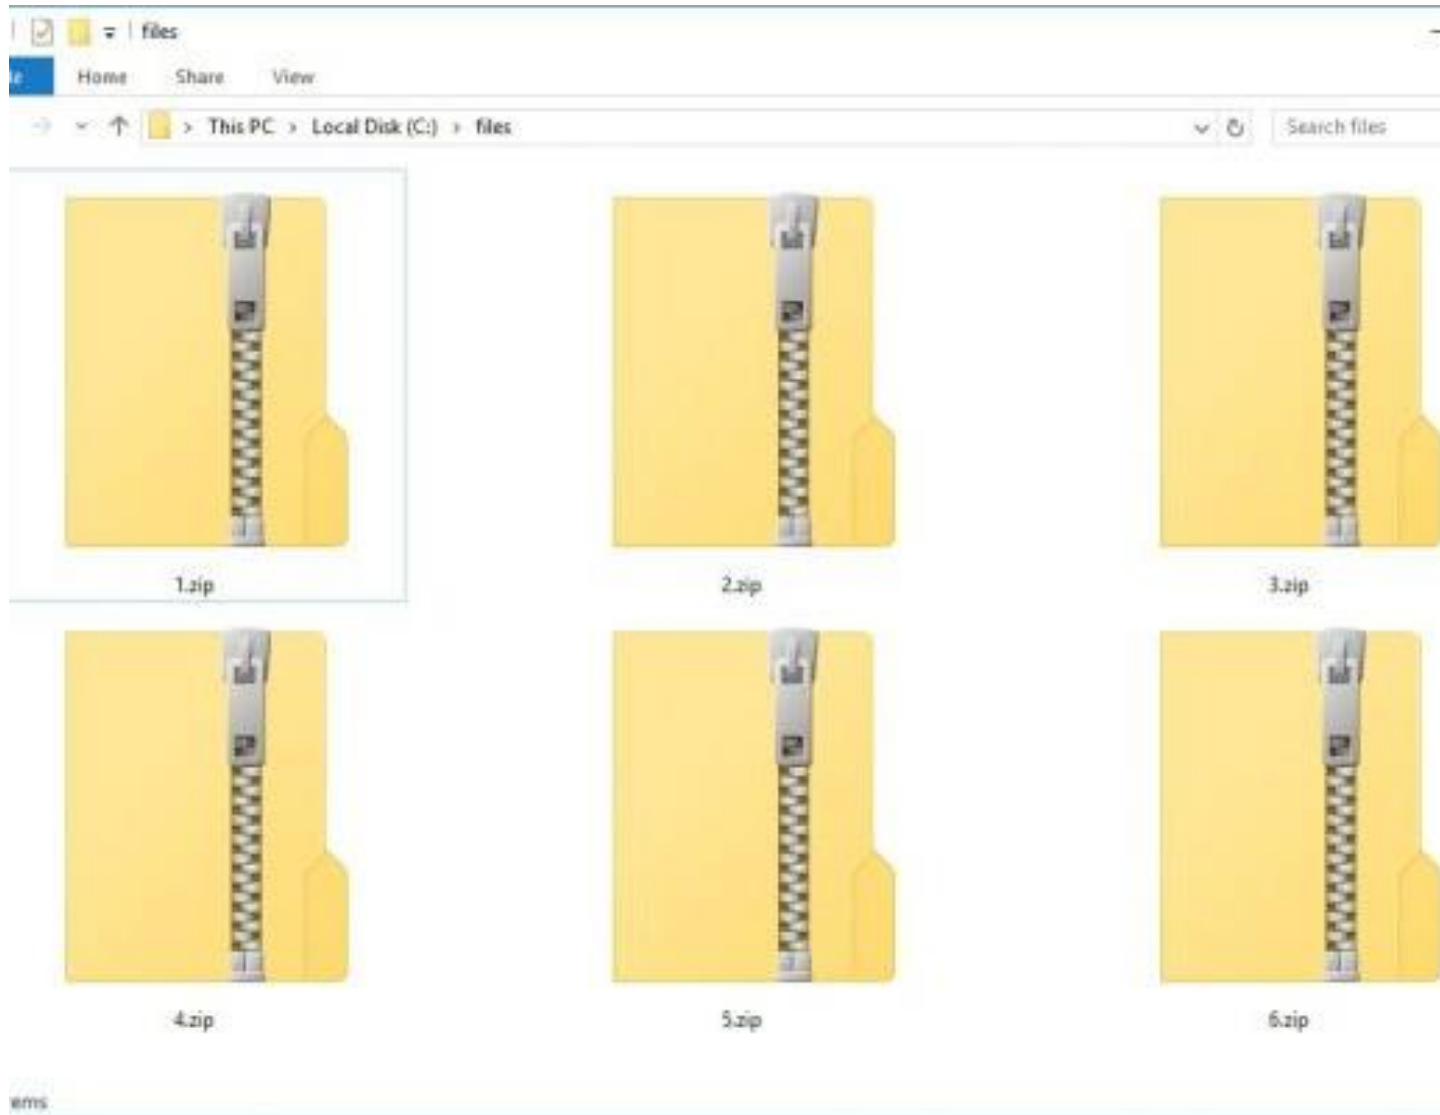 files
Home Share View
> This PC > Local Disk (C:) > files
Search files
1.zip 2.zip 3.zip
4.zip 5.zip 6.zip
ems